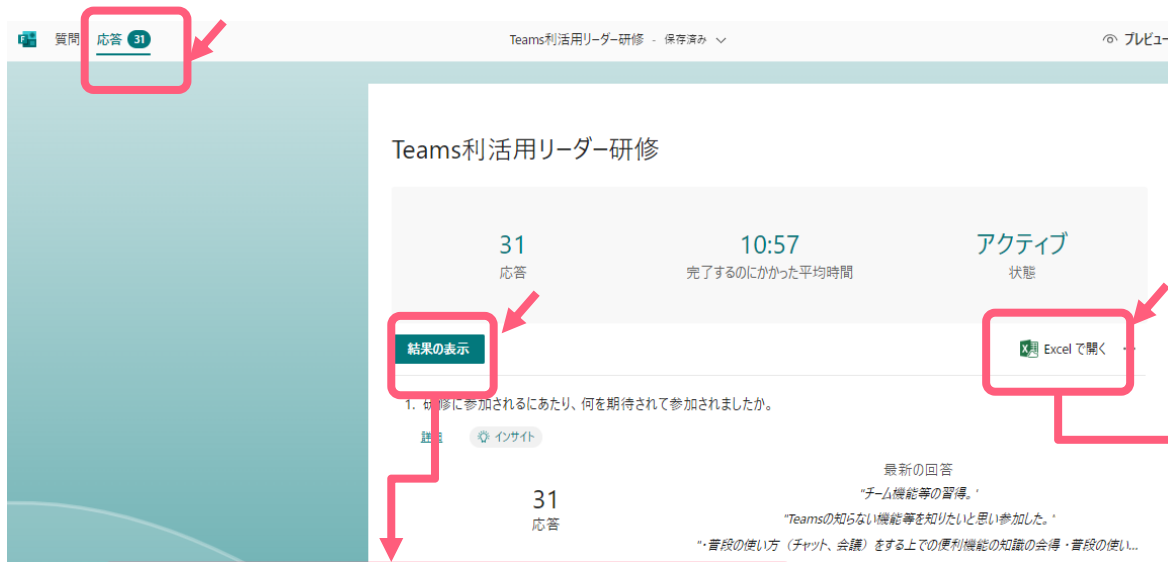 質問 応答 31 Teams利活用リーダー研修 - 保存済み プレビュー
Teams利活用リーダー研修
31 10:57 アクティブ
応答 完了するのにかかった平均時間 状態
結果の表示 Excel で開く
1. 研修に参加されるにあたり、何を期待されて参加されましたか。
詳細 インサイト
最新の回答
31 "チーム機能等の習得。"
応答 "Teamsの知らない機能等を知りたいと思い参加した。"
"・普段の使い方（チャット、会議）をする上での便利機能の知識の会得・普段の使い...